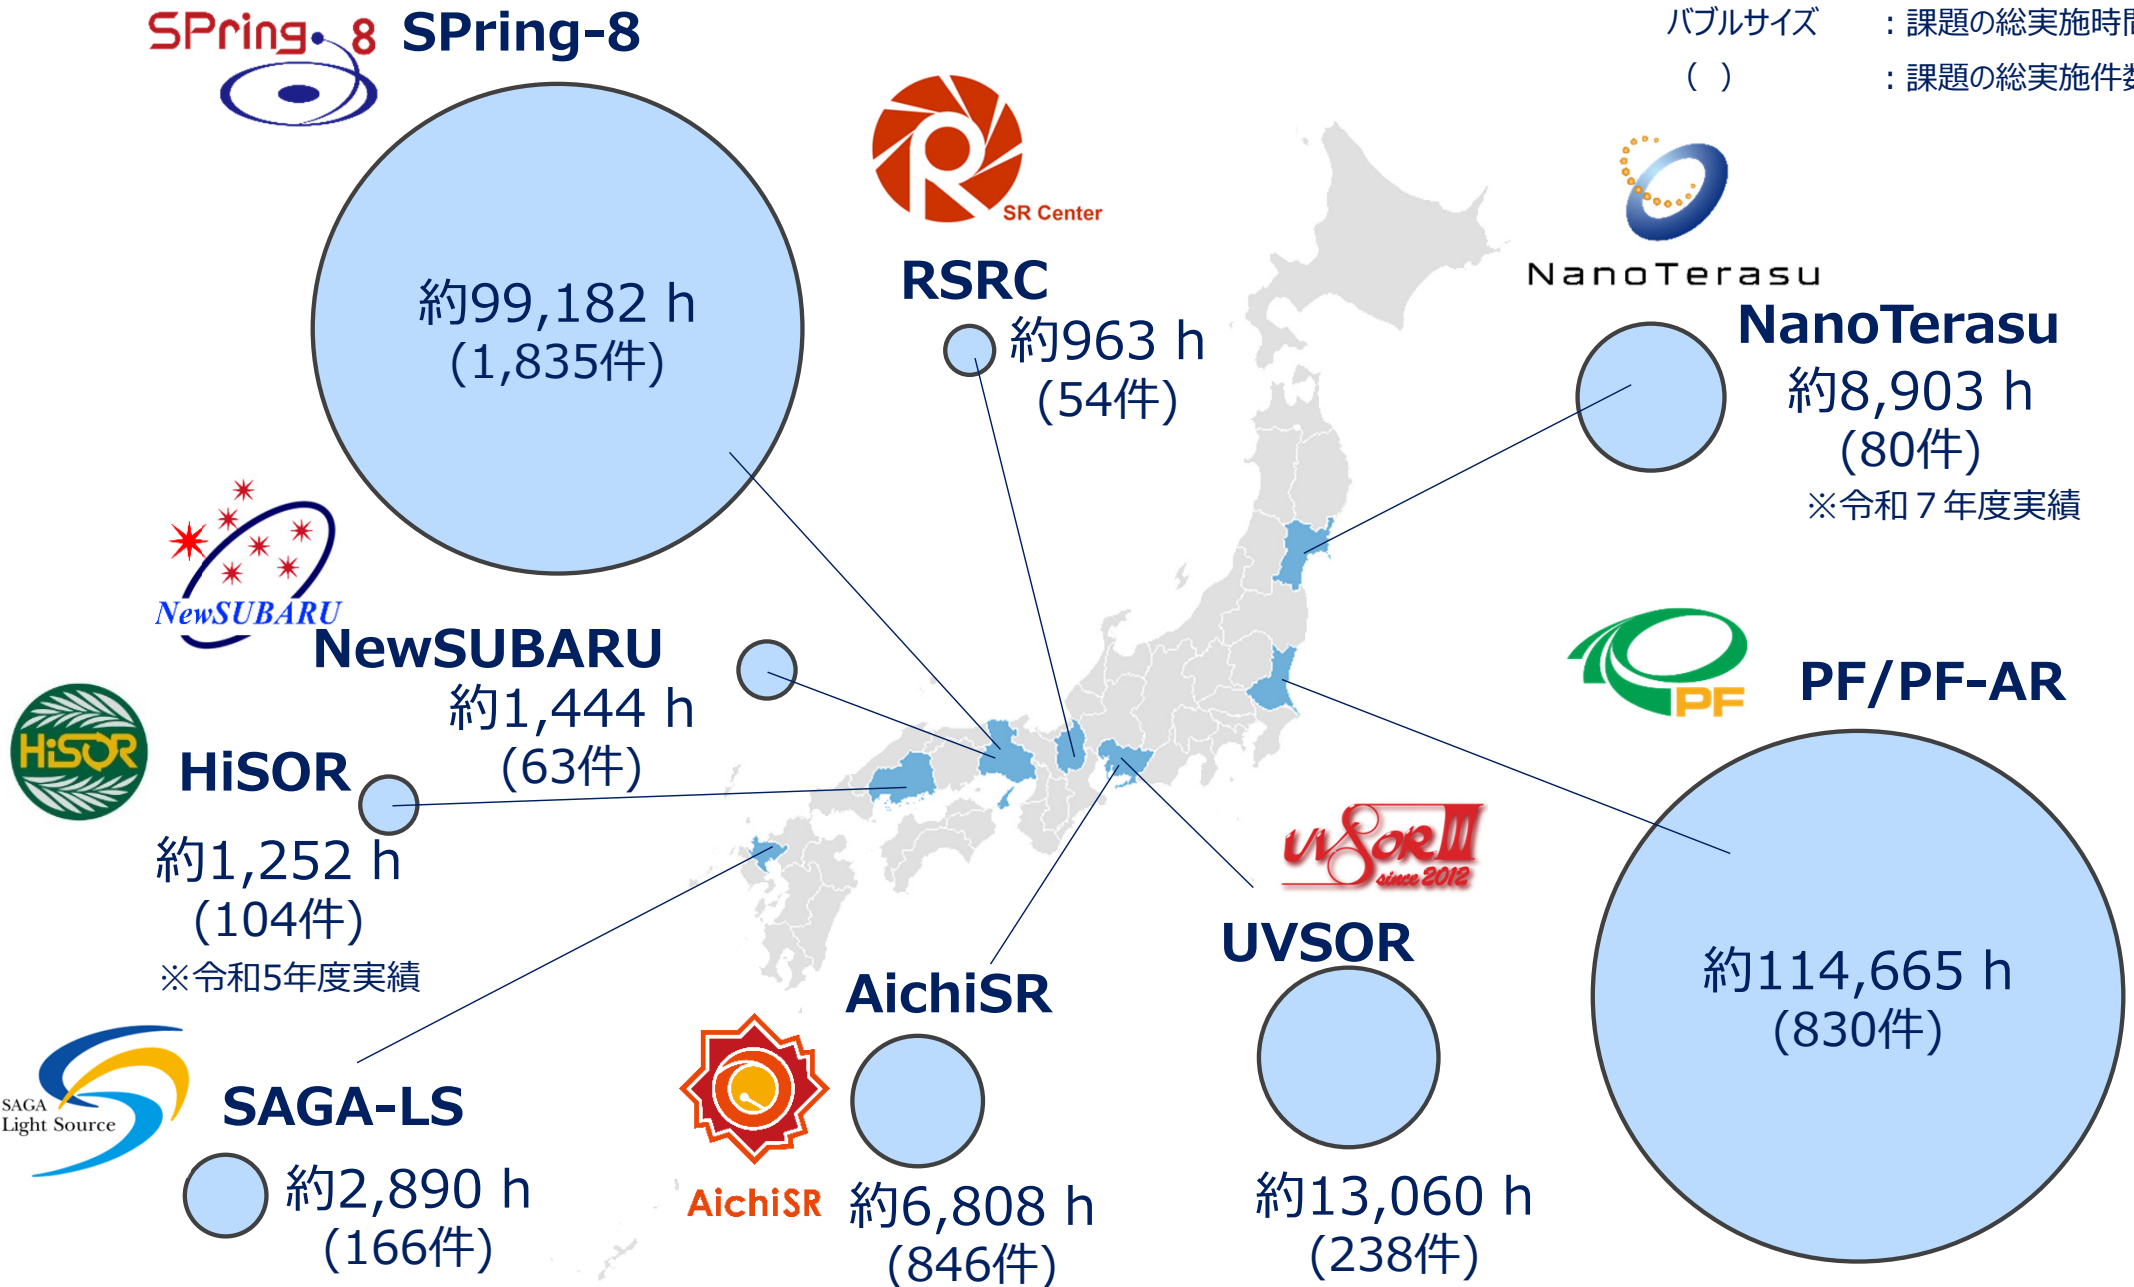 SPring-8
SPring-8
バブルサイズ ：課題の総実施時間
（ ） ：課題の総実施件数
約99,182 h
(1,835件)
SR Center
RSRC
約963 h
(54件)
NanoTerasu
NanoTerasu
約8,903 h
(80件)
※令和７年度実績
NewSUBARU
NewSUBARU
約1,444 h
(63件)
HiSOR
HiSOR
約1,252 h
(104件)
※令和5年度実績
PF
PF/PF-AR
約114,665 h
(830件)
UVSOR III
since 2012
UVSOR
約13,060 h
(238件)
AichiSR
AichiSR
約6,808 h
(846件)
SAGA
Light Source
SAGA-LS
約2,890 h
(166件)